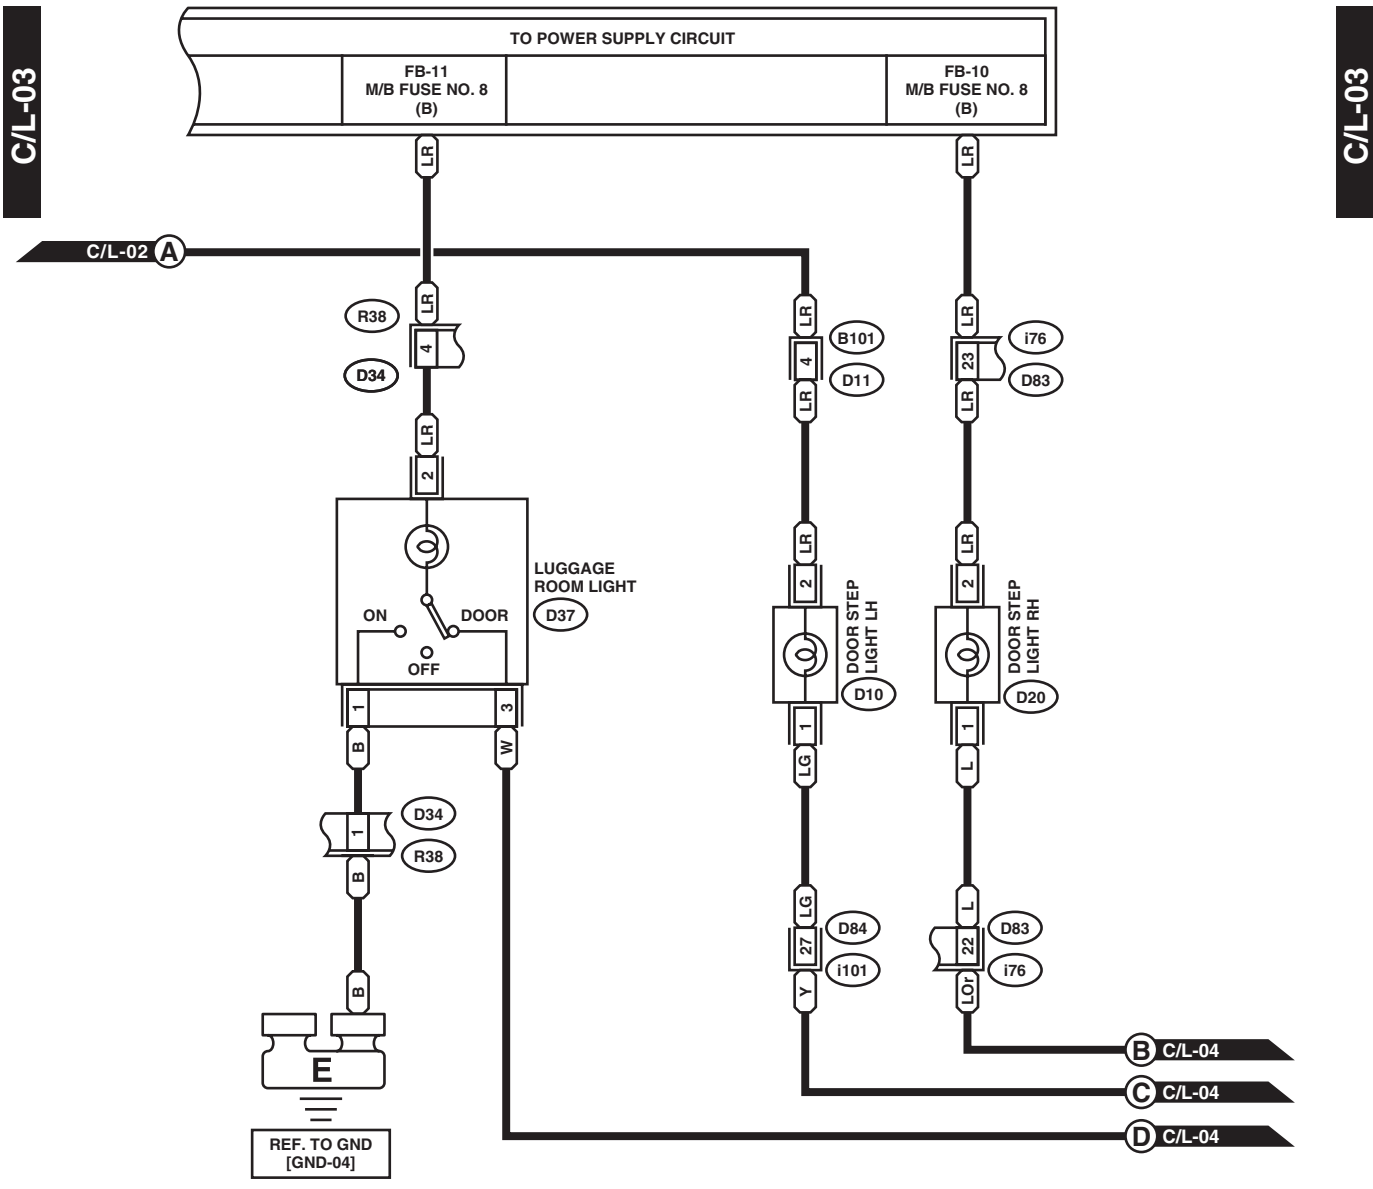 C/L-03
C/L-03
TO POWER SUPPLY CIRCUIT
FB-11
M/B FUSE NO. 8
(B)
FB-10
M/B FUSE NO. 8
(B)
LR
LR
C/L-02 A
LR
LR
LR
R38
4
D34
B101
4
D11
i76
23
D83
LR
LR
LR
2
LR
LR
2
2
LUGGAGE
ROOM LIGHT
D37
ON
DOOR
OFF
DOOR STEP
LIGHT LH
D10
DOOR STEP
LIGHT RH
D20
1
3
1
1
B
W
LG
L
D34
1
R38
B
LG
L
D84
27
i101
D83
22
i76
B
Y
LOr
E
REF. TO GND
[GND-04]
B C/L-04
C C/L-04
D C/L-04